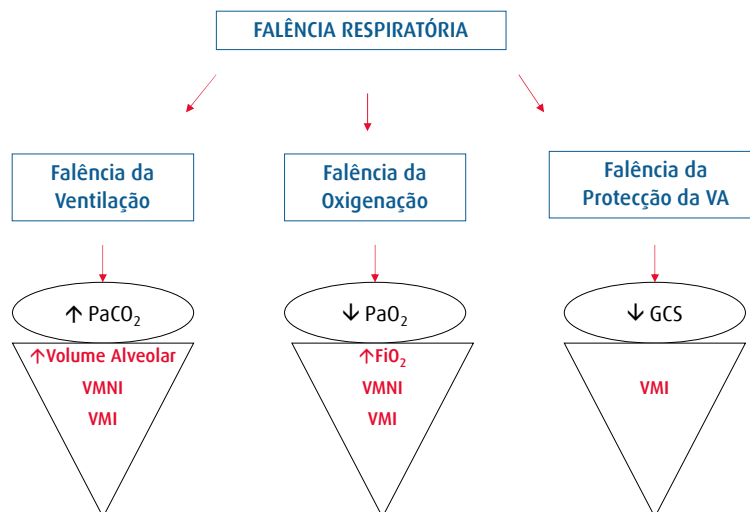 FALÊNCIA RESPIRATÓRIA
Falência da
Ventilação
Falência da
Oxigenação
Falência da
Protecção da VA
↑ PaCO₂
↓ PaO₂
↓ GCS
↑Volume Alveolar
VMNI
VMI
↑FiO₂
VMNI
VMI
VMI